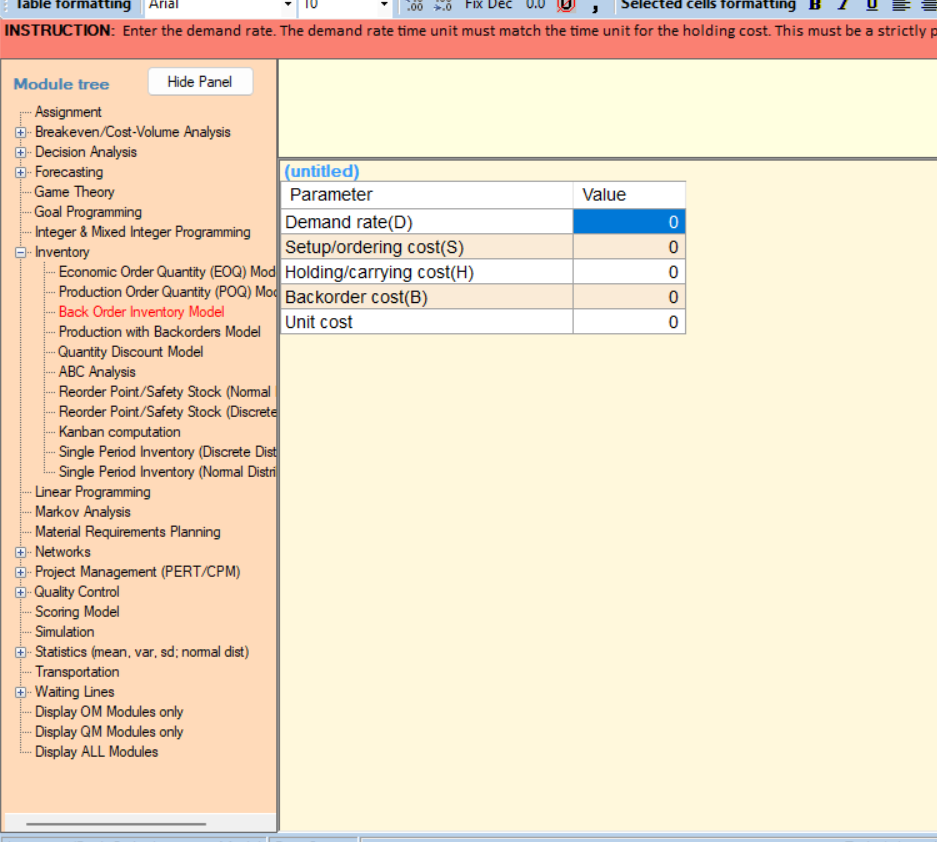 Table formatting Arial 10 .00 Fix Dec 0.0 0 , Selected cells formatting B I U
INSTRUCTION: Enter the demand rate. The demand rate time unit must match the time unit for the holding cost. This must be a strictly p
Module tree Hide Panel
Assignment
Breakeven/Cost-Volume Analysis
Decision Analysis
Forecasting
Game Theory
Goal Programming
Integer & Mixed Integer Programming
Inventory
Economic Order Quantity (EOQ) Mod
Production Order Quantity (POQ) Mod
Back Order Inventory Model
Production with Backorders Model
Quantity Discount Model
ABC Analysis
Reorder Point/Safety Stock (Normal
Reorder Point/Safety Stock (Discrete
Kanban computation
Single Period Inventory (Discrete Dist
Single Period Inventory (Normal Distri
Linear Programming
Markov Analysis
Material Requirements Planning
Networks
Project Management (PERT/CPM)
Quality Control
Scoring Model
Simulation
Statistics (mean, var, sd; normal dist)
Transportation
Waiting Lines
Display OM Modules only
Display QM Modules only
Display ALL Modules
(untitled)
Parameter Value
Demand rate(D) 0
Setup/ordering cost(S) 0
Holding/carrying cost(H) 0
Backorder cost(B) 0
Unit cost 0